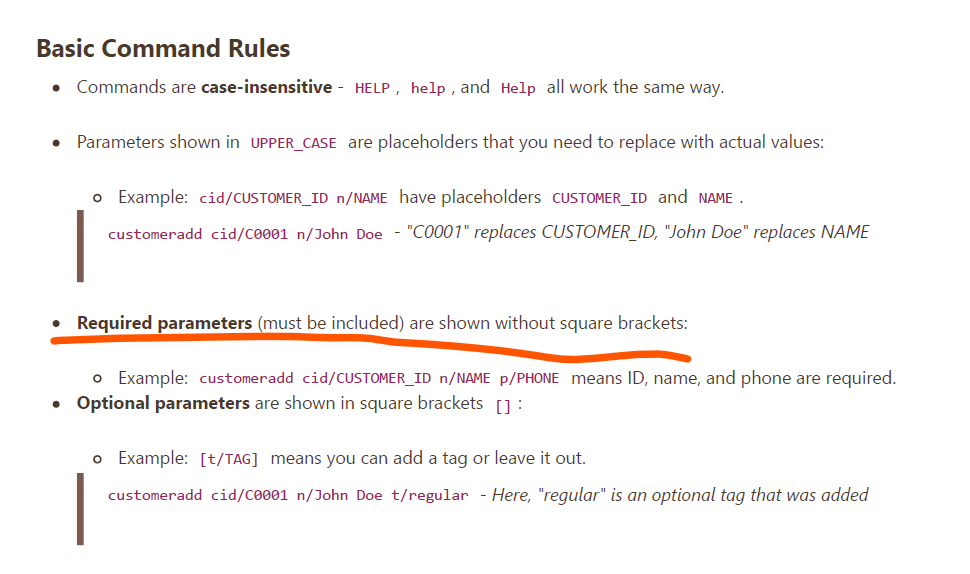 Basic Command Rules
Commands are case-insensitive - HELP , help , and Help all work the same way.
Parameters shown in UPPER_CASE are placeholders that you need to replace with actual values:
Example: cid/CUSTOMER_ID n/NAME have placeholders CUSTOMER_ID and NAME .
customeradd cid/C0001 n/John Doe - "C0001" replaces CUSTOMER_ID, "John Doe" replaces NAME
Required parameters (must be included) are shown without square brackets:
Example: customeradd cid/CUSTOMER_ID n/NAME p/PHONE means ID, name, and phone are required.
Optional parameters are shown in square brackets [] :
Example: [t/TAG] means you can add a tag or leave it out.
customeradd cid/C0001 n/John Doe t/regular - Here, "regular" is an optional tag that was added